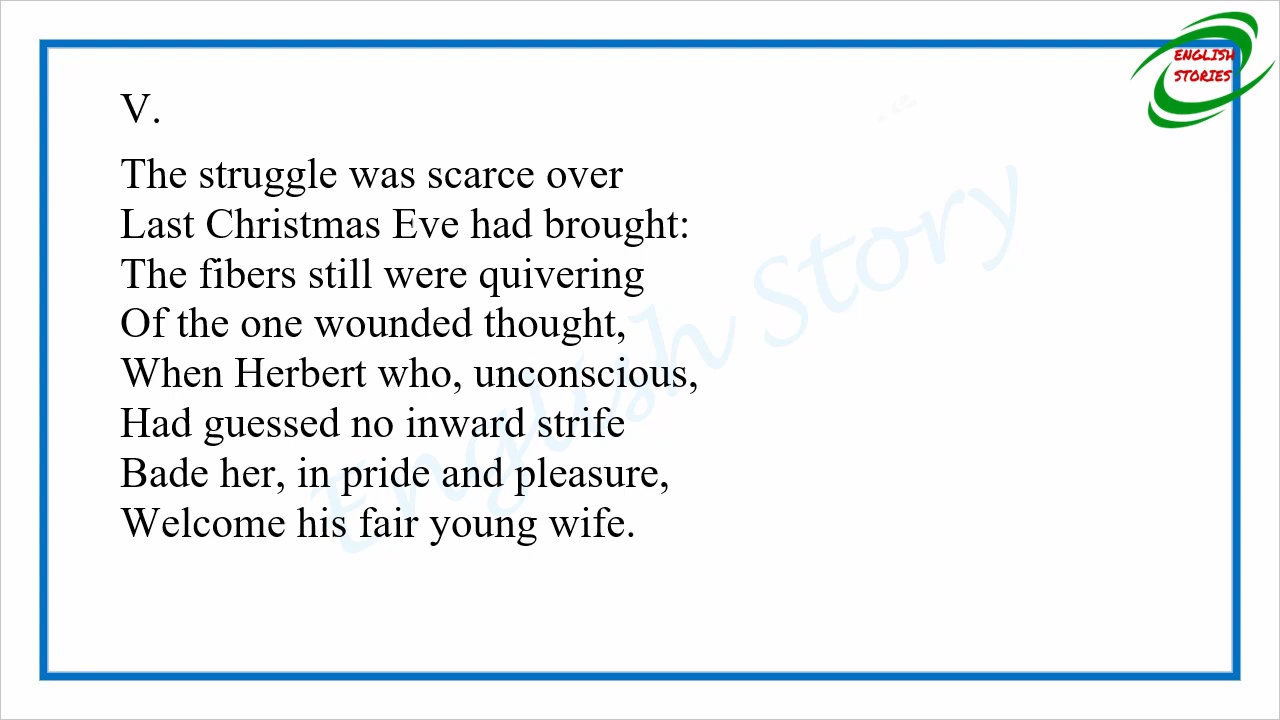 ENGLISH
STORIES
V.
The struggle was scarce over
Last Christmas Eve had brought:
The fibers still were quivering
Of the one wounded thought,
When Herbert who, unconscious,
Had guessed no inward strife
Bade her, in pride and pleasure,
Welcome his fair young wife.
English Story